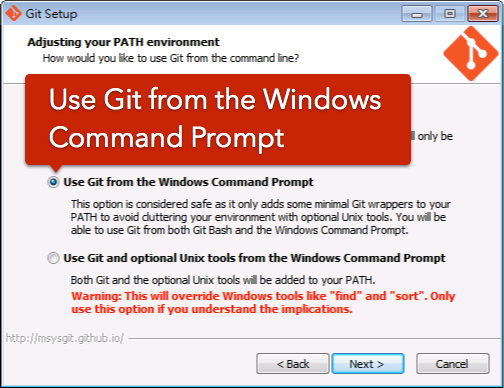 Git Setup
Adjusting your PATH environment
How would you like to use Git from the command line?
Use Git from the Windows
Command Prompt
l only be
Use Git from the Windows Command Prompt
This option is considered safe as it only adds some minimal Git wrappers to your
PATH to avoid cluttering your environment with optional Unix tools. You will be
able to use Git from both Git Bash and the Windows Command Prompt.
Use Git and optional Unix tools from the Windows Command Prompt
Both Git and the optional Unix tools will be added to your PATH.
Warning: This will override Windows tools like "find" and "sort". Only
use this option if you understand the implications.
http://msysgit.github.io/
< Back
Next >
Cancel